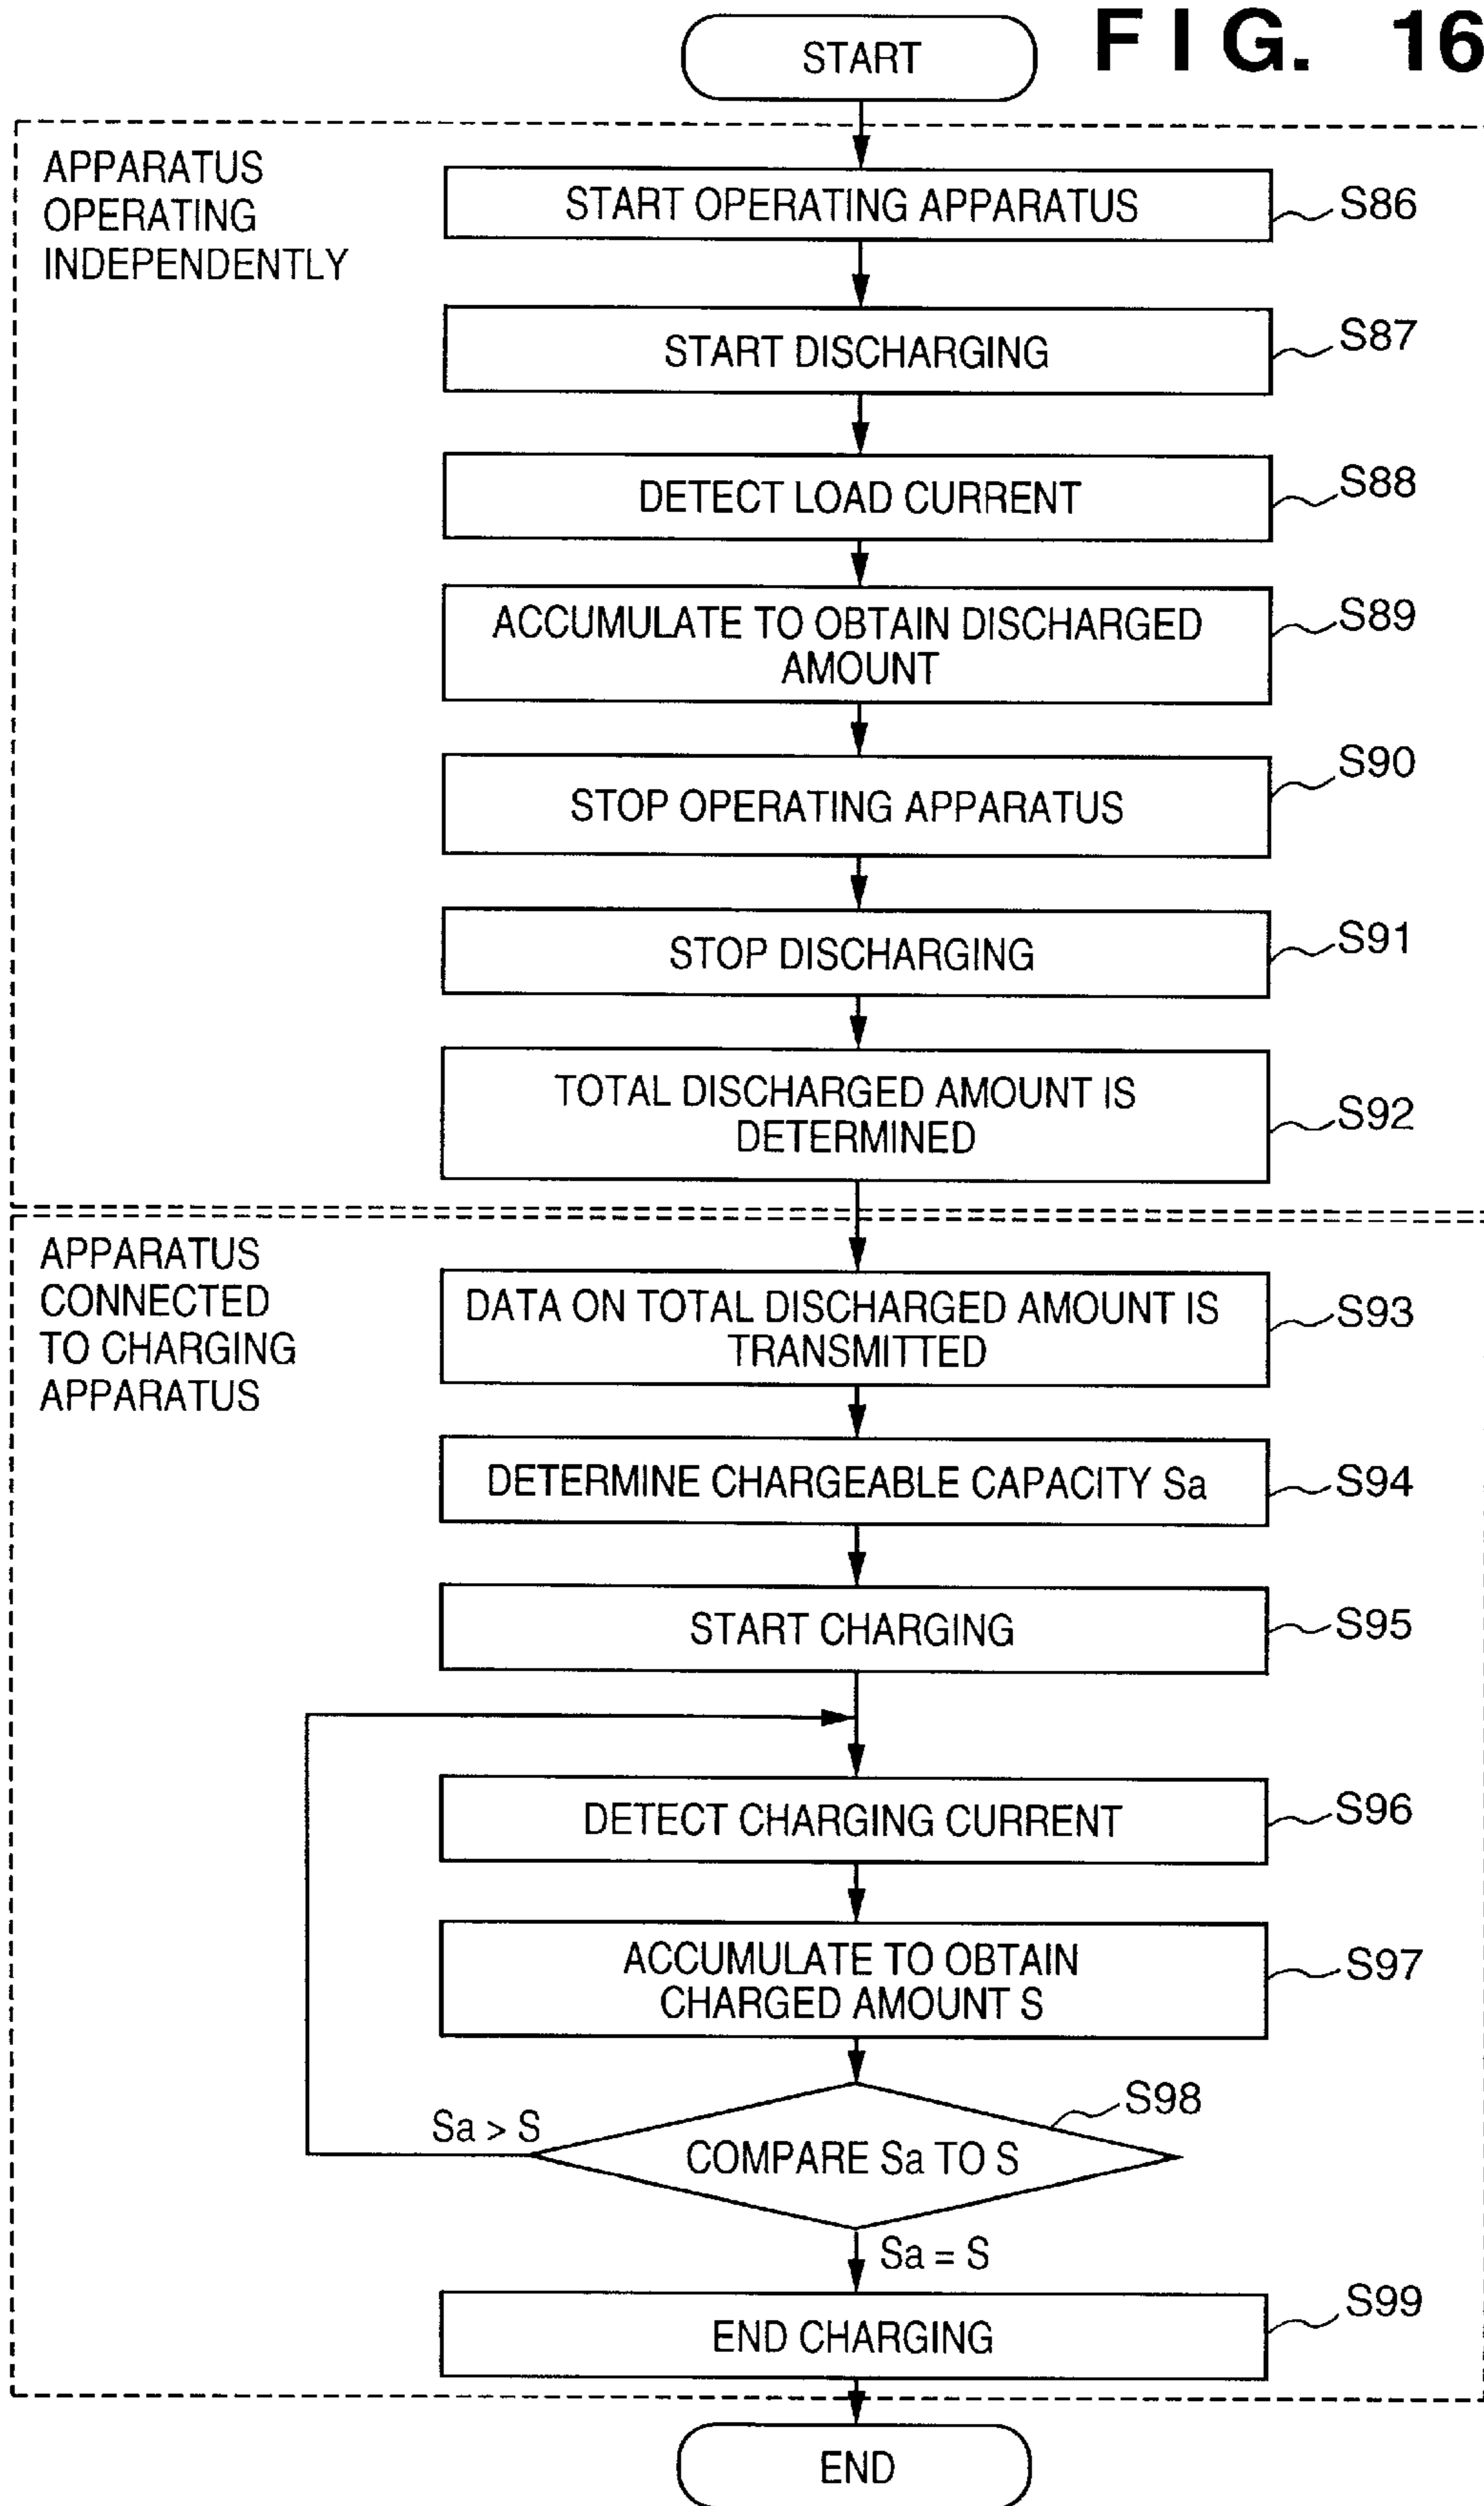 FIG. 16
START
APPARATUS
OPERATING
INDEPENDENTLY
START OPERATING APPARATUS
S86
START DISCHARGING
S87
DETECT LOAD CURRENT
S88
ACCUMULATE TO OBTAIN DISCHARGED
AMOUNT
S89
STOP OPERATING APPARATUS
S90
STOP DISCHARGING
S91
TOTAL DISCHARGED AMOUNT IS
DETERMINED
S92
APPARATUS
CONNECTED
TO CHARGING
APPARATUS
DATA ON TOTAL DISCHARGED AMOUNT IS
TRANSMITTED
S93
DETERMINE CHARGEABLE CAPACITY Sa
S94
START CHARGING
S95
DETECT CHARGING CURRENT
S96
ACCUMULATE TO OBTAIN
CHARGED AMOUNT S
S97
S98
Sa > S
COMPARE Sa TO S
Sa = S
END CHARGING
S99
END